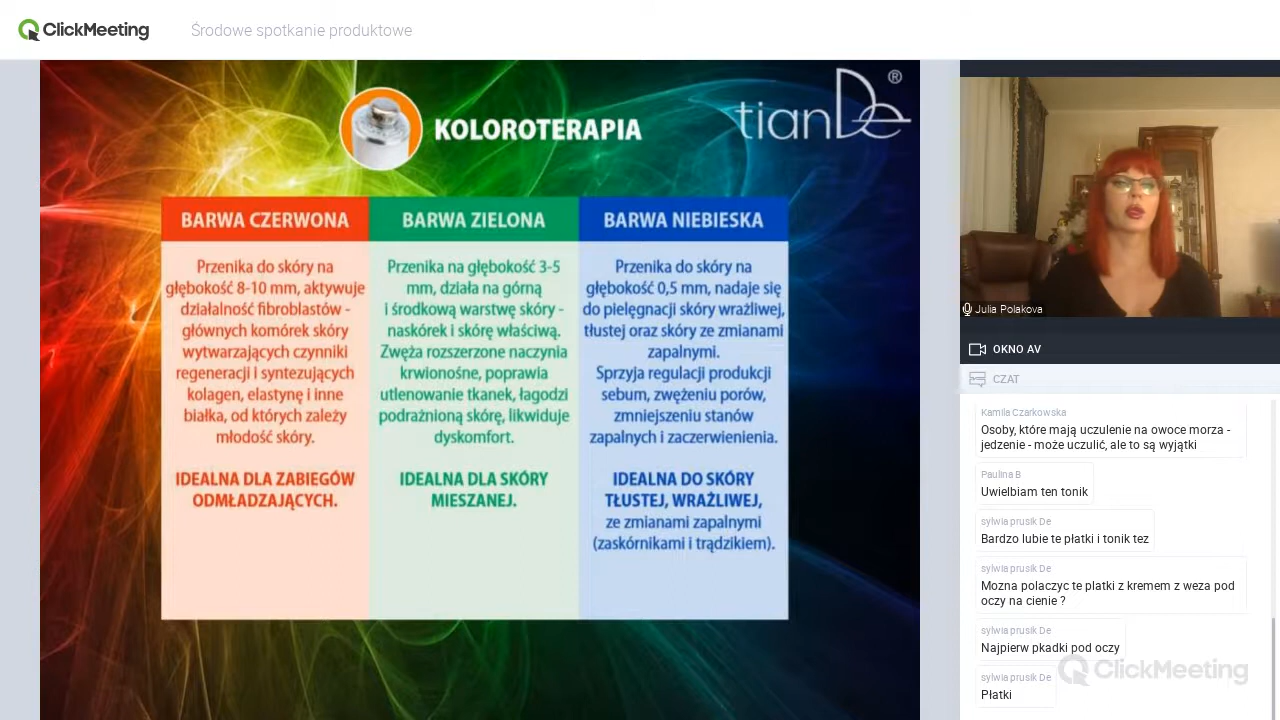 ClickMeeting
Środowe spotkanie produktowe
tianDe®
KOLOROTERAPIA
BARWA CZERWONA
Przenika do skóry na
głębokość 8-10 mm, aktywuje
działalność fibroblastów -
głównych komórek skóry
wytwarzających czynniki
regeneracji i syntezujących
kolagen, elastynę i inne
białka, od których zależy
młodość skóry.
IDEALNA DLA ZABIEGÓW
ODMŁADZAJĄCYCH.
BARWA ZIELONA
Przenika na głębokość 3-5
mm, działa na górną
i środkową warstwę skóry -
naskórek i skórę właściwą.
Zwęża rozszerzone naczynia
krwionośne, poprawia
utlenowanie tkanek, łagodzi
podrażnioną skórę, likwiduje
dyskomfort.
IDEALNA DLA SKÓRY
MIESZANEJ.
BARWA NIEBIESKA
Przenika do skóry na
głębokość 0,5 mm, nadaje się
do pielęgnacji skóry wrażliwej,
tłustej oraz skóry ze zmianami
zapalnymi.
Sprzyja regulacji produkcji
sebum, zwężeniu porów,
zmniejszeniu stanów
zapalnych i zaczerwienienia.
IDEALNA DO SKÓRY
TŁUSTEJ, WRAŻLIWEJ,
ze zmianami zapalnymi
(zaskórnikami i trądzikiem).
Julia Polakova
OKNO AV
CZAT
Kamila Czarkowska
Osoby, które mają uczulenie na owoce morza -
jedzenie - może uczulić, ale to są wyjątki
Paulina B
Uwielbiam ten tonik
sylwia prusik De
Bardzo lubie te płatki i tonik tez
sylwia prusik De
Mozna polaczyc te platki z kremem z weza pod
oczy na cienie ?
sylwia prusik De
Najpierw pkadki pod oczy
sylwia prusik De
Płatki
ClickMeeting